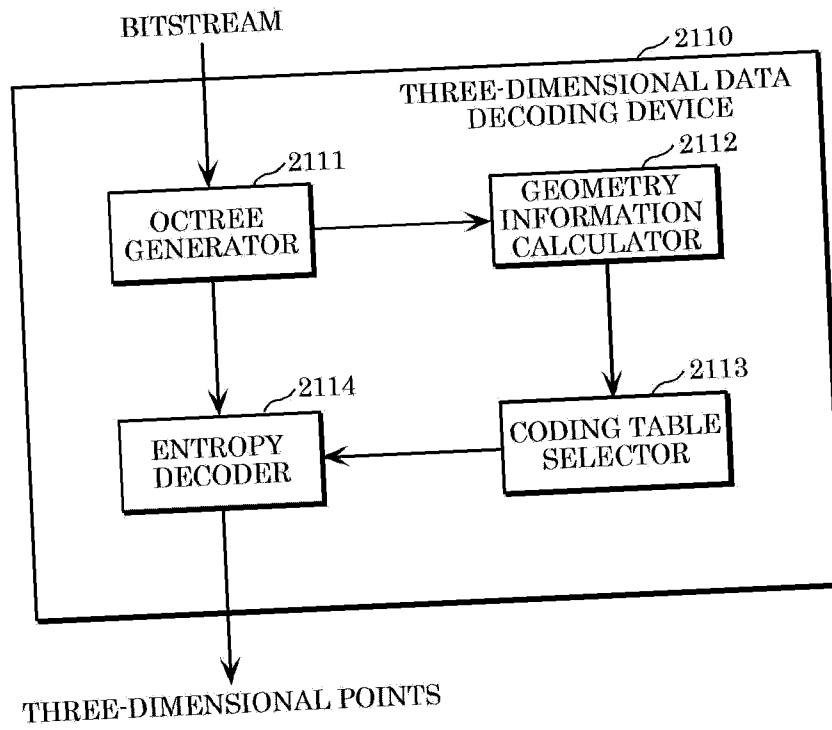 BITSTREAM
2110
THREE-DIMENSIONAL DATA
DECODING DEVICE
2111
OCTREE
GENERATOR
2112
GEOMETRY
INFORMATION
CALCULATOR
2114
ENTROPY
DECODER
2113
CODING TABLE
SELECTOR
THREE-DIMENSIONAL POINTS